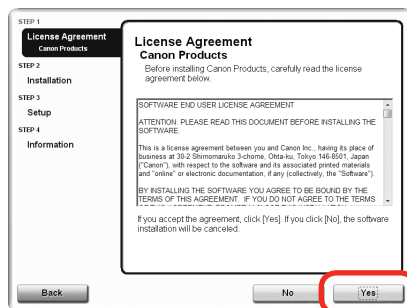 STEP 1
License Agreement
Canon Products
STEP 2
Installation
STEP 3
Setup
STEP 4
Information
License Agreement
Canon Products
Before installing Canon Products, carefully read the license
agreement below.
SOFTWARE END USER LICENSE AGREEMENT
ATTENTION: PLEASE READ THIS DOCUMENT BEFORE INSTALLING THE
SOFTWARE.
This is a license agreement between you and Canon Inc., having its place of
business at 30-2 Shimomaruko 3-chome, Ohta-ku, Tokyo 146-8501, Japan
("Canon"), with respect to the software and its associated printed materials
and "online" or electronic documentation, if any (collectively, the "Software").
BY INSTALLING THE SOFTWARE YOU AGREE TO BE BOUND BY THE
TERMS OF THIS AGREEMENT. IF YOU DO NOT AGREE TO THE TERMS
If you accept the agreement, click [Yes]. If you click [No], the software
installation will be canceled.
Back
No
Yes